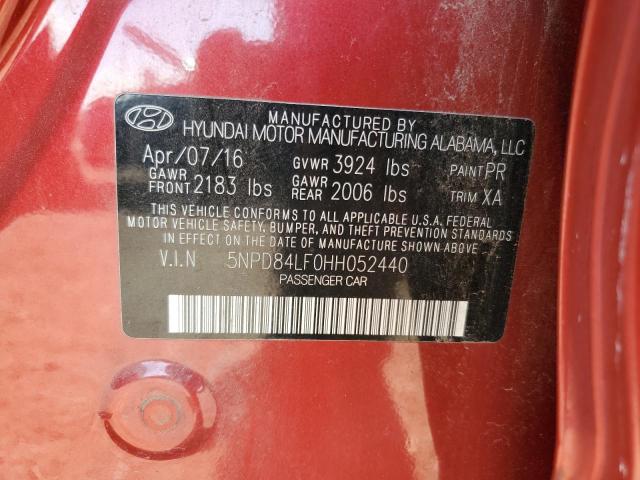 MANUFACTURED BY
HYUNDAI MOTOR MANUFACTURING ALABAMA, LLC
Apr/07/16 GVWR 3924 lbs PAINT PR
GAWR FRONT 2183 lbs GAWR REAR 2006 lbs TRIM XA
THIS VEHICLE CONFORMS TO ALL APPLICABLE U.S.A. FEDERAL
MOTOR VEHICLE SAFETY, BUMPER, AND THEFT PREVENTION STANDARDS
IN EFFECT ON THE DATE OF MANUFACTURE SHOWN ABOVE.
V.I.N 5NPD84LF0HH052440
PASSENGER CAR